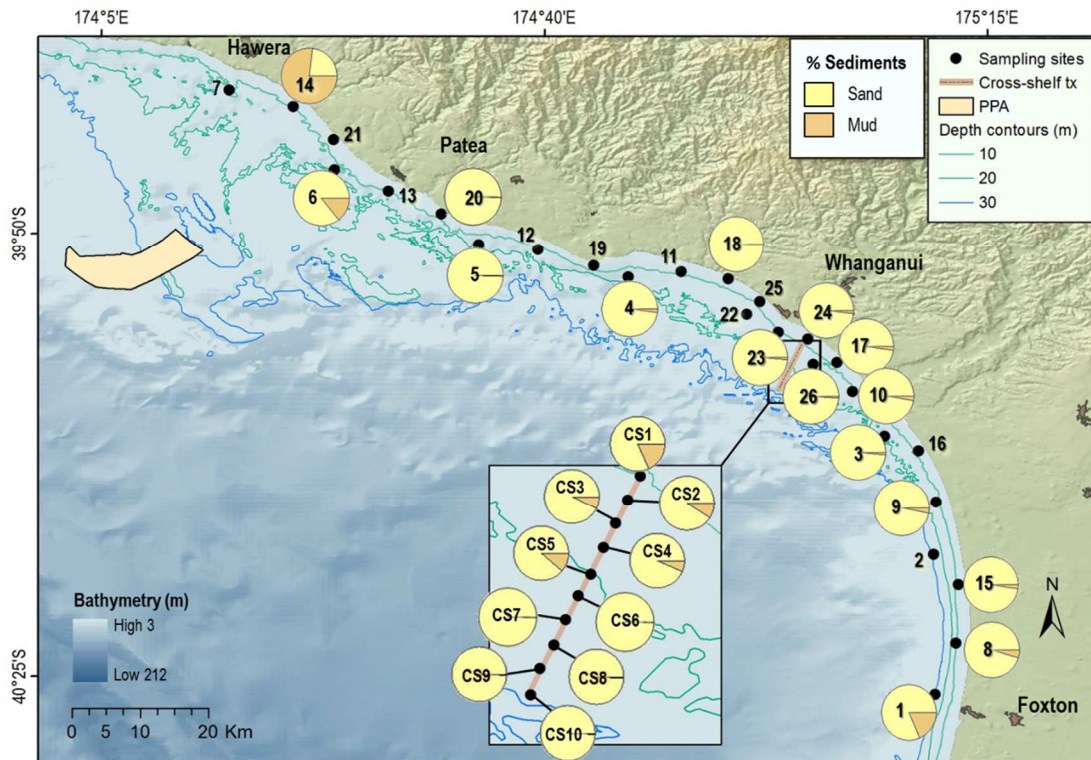 174°5'E
174°40'E
175°15'E
Hawera
7
14
21
Patea
6
13
20
5
12
19
4
11
18
Whanganui
25
22
24
23
17
26
10
3
16
9
2
15
8
1
Foxton
39°50'S
40°25'S
% Sediments
Sand
Mud
Sampling sites
Cross-shelf tx
PPA
Depth contours (m)
10
20
30
CS1
CS3
CS2
CS5
CS4
CS7
CS6
CS9
CS8
CS10
Bathymetry (m)
High 3
Low 212
0 5 10 20 Km
N